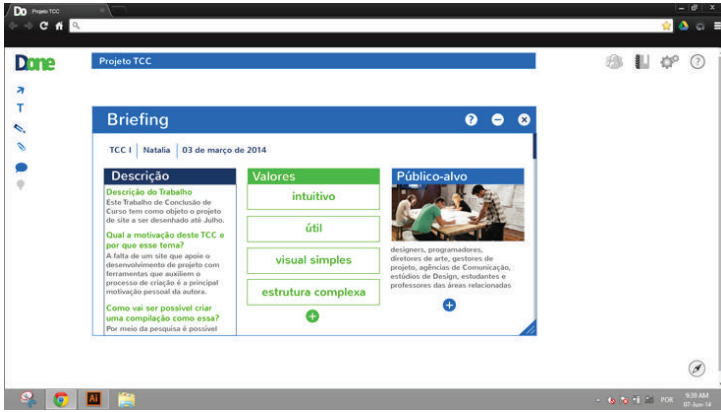 Do Projeto TCC
Done
Projeto TCC
T
Briefing
TCC I Natalia 03 de março de 2014
Descrição
Descrição do Trabalho
Este Trabalho de Conclusão de
Curso tem como objeto o projeto
de site a ser desenhado até Julho.
Qual a motivação deste TCC e
por que esse tema?
A falta de um site que apoie o
desenvolvimento de projeto com
ferramentas que auxiliem o
processo de criação é a principal
motivação pessoal da autora.
Como vai ser possível criar
uma compilação como essa?
Por meio da pesquisa é possível
Valores
intuitivo
útil
visual simples
estrutura complexa
Público-alvo
designers, programadores,
diretores de arte, gestores de
projeto, agências de Comunicação,
estúdios de Design, estudantes e
professores das áreas relacionadas
Ai
POR
9:39 AM
07-Jun-14